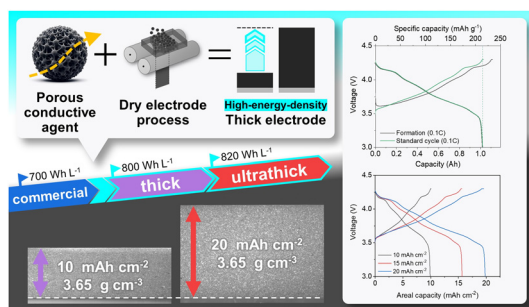 Porous
conductive
agent
+
Dry electrode
process
=
High-energy-density
Thick electrode
700 Wh L-1
800 Wh L-1
820 Wh L-1
commercial
thick
ultrathick
10 mAh cm-2
3.65 g cm-3
20 mAh cm-2
3.65 g cm-3
Specific capacity (mAh g-1)
0 50 100 150 200 250
Voltage (V)
4.5
4.0
3.5
3.0
Formation (0.1C)
Standard cycle (0.1C)
0.0 0.2 0.4 0.6 0.8 1.0 1.2
Capacity (Ah)
Voltage (V)
4.5
4.0
3.5
3.0
10 mAh cm-2
15 mAh cm-2
20 mAh cm-2
0 5 10 15 20
Areal capacity (mAh cm-2)